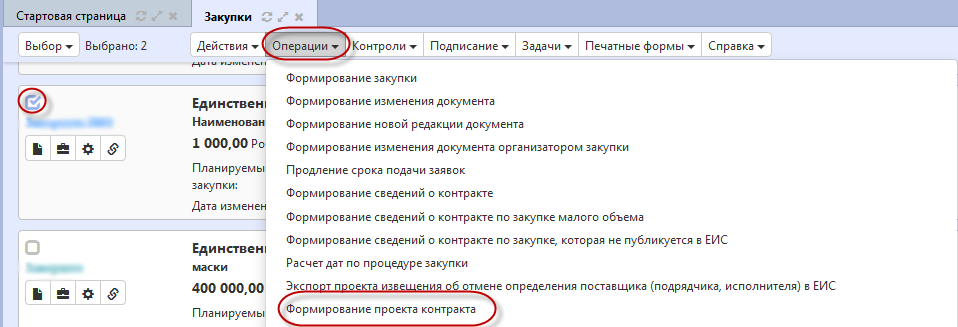 Стартовая страница
Закупки
Выбор
Выбрано: 2
Действия
Операции
Контроли
Подписание
Задачи
Печатные формы
Справка
Дата изменен
Формирование закупки
Формирование изменения документа
Формирование новой редакции документа
Формирование изменения документа организатором закупки
Продление срока подачи заявок
Формирование сведений о контракте
Формирование сведений о контракте по закупке малого объема
Формирование сведений о контракте по закупке, которая не публикуется в ЕИС
Расчет дат по процедуре закупки
Экспорт проекта извещения об отмене определения поставщика (подрядчика, исполнителя) в ЕИС
Формирование проекта контракта
Единствен
Наименован
1 000,00 Ро
Планируемы
закупки:
Дата изменен
Единствен
маски
400 000,00
Планируемы